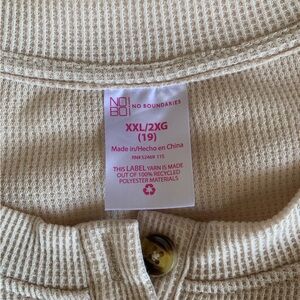 NO
BO
NO BOUNDARIES
XXL/2XG
(19)
Made in/Hecho en China
RN#52469 115
THIS LABEL YARN IS MADE
OUT OF 100% RECYCLED
POLYESTER MATERIALS